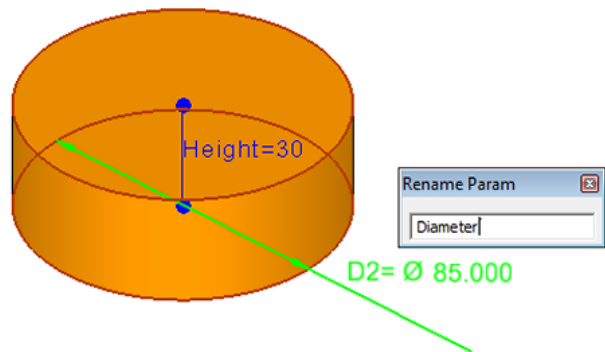 Height=30
Rename Param
Diameter
D2= Ø 85.000